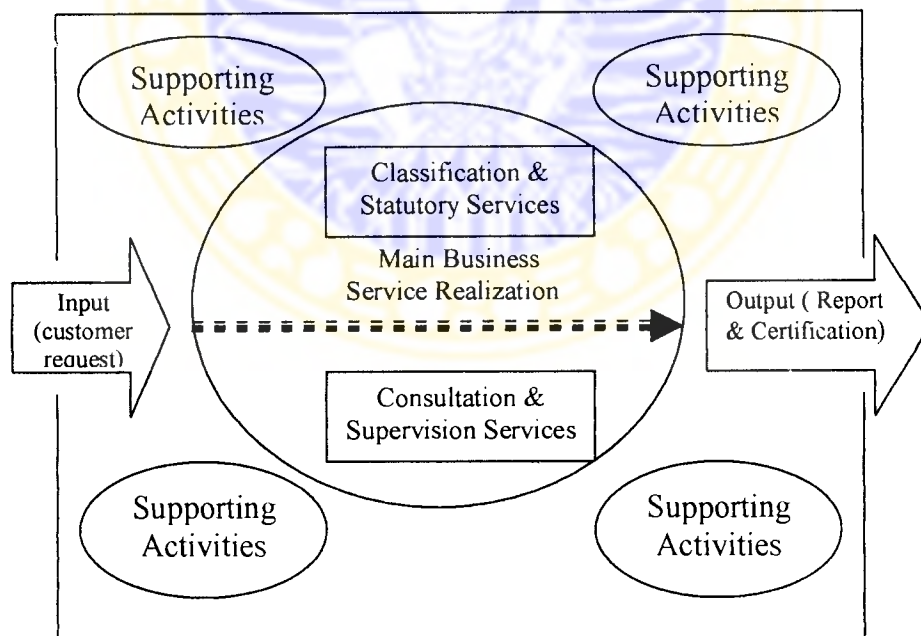 Supporting
Activities
Supporting
Activities
Classification &
Statutory Services
Main Business
Service Realization
Input
(customer
request)
Output ( Report
& Certification)
Consultation &
Supervision Services
Supporting
Activities
Supporting
Activities